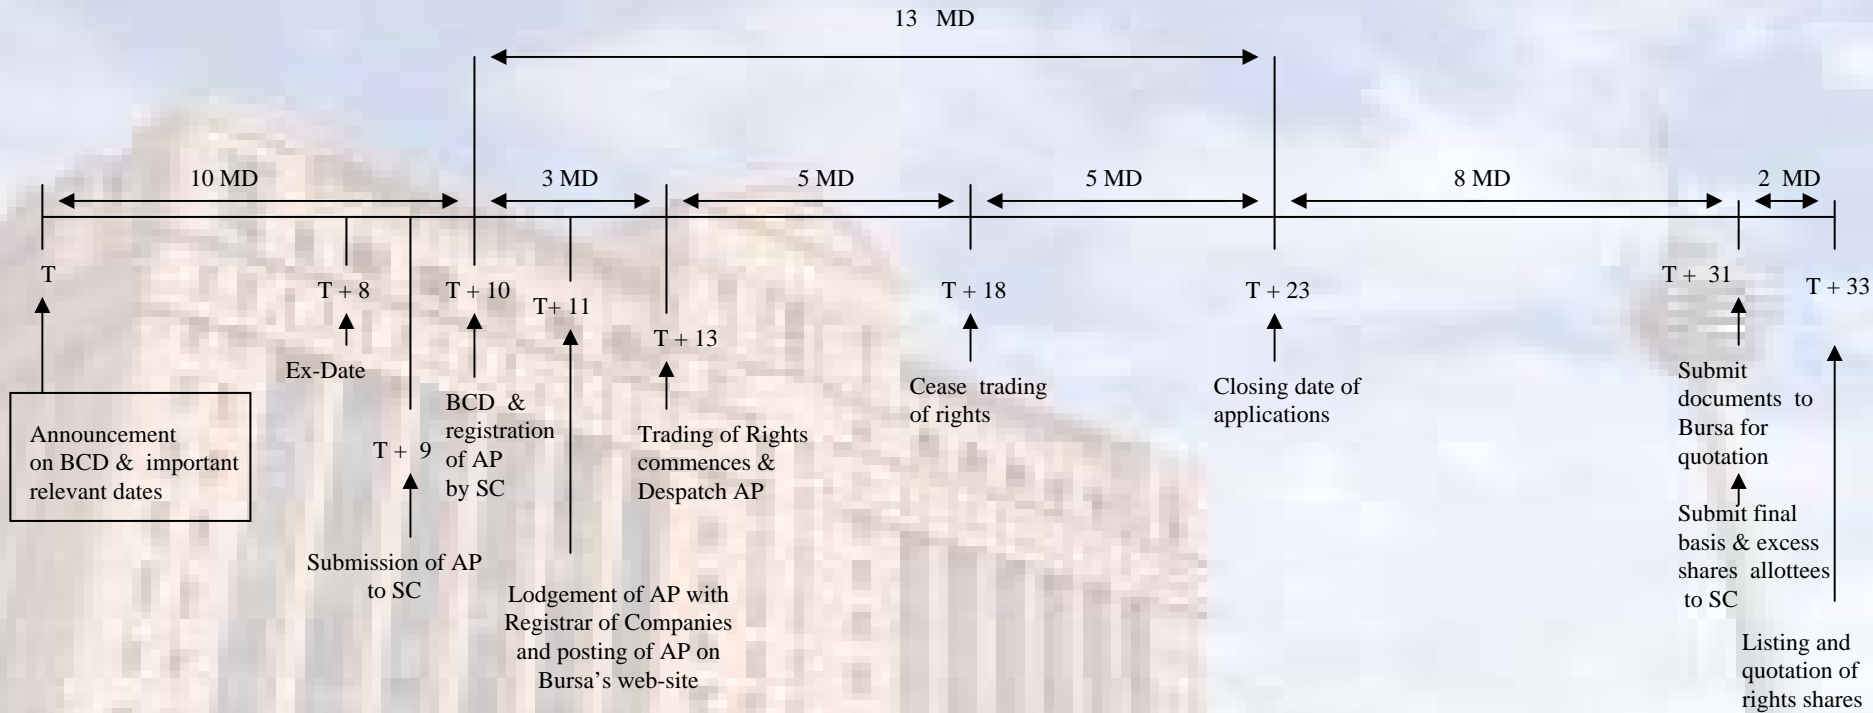 13 MD
10 MD
3 MD
5 MD
5 MD
8 MD
2 MD
T
Announcement
on BCD & important
relevant dates
T + 8
Ex-Date
T + 9
Submission of AP
to SC
T + 10
BCD &
registration
of AP
by SC
T+ 11
Lodgement of AP with
Registrar of Companies
and posting of AP on
Bursa's web-site
T + 13
Trading of Rights
commences &
Despatch AP
T + 18
Cease trading
of rights
T + 23
Closing date of
applications
T + 31
Submit
documents to
Bursa for
quotation
Submit final
basis & excess
shares allottees
to SC
T + 33
Listing and
quotation of
rights shares